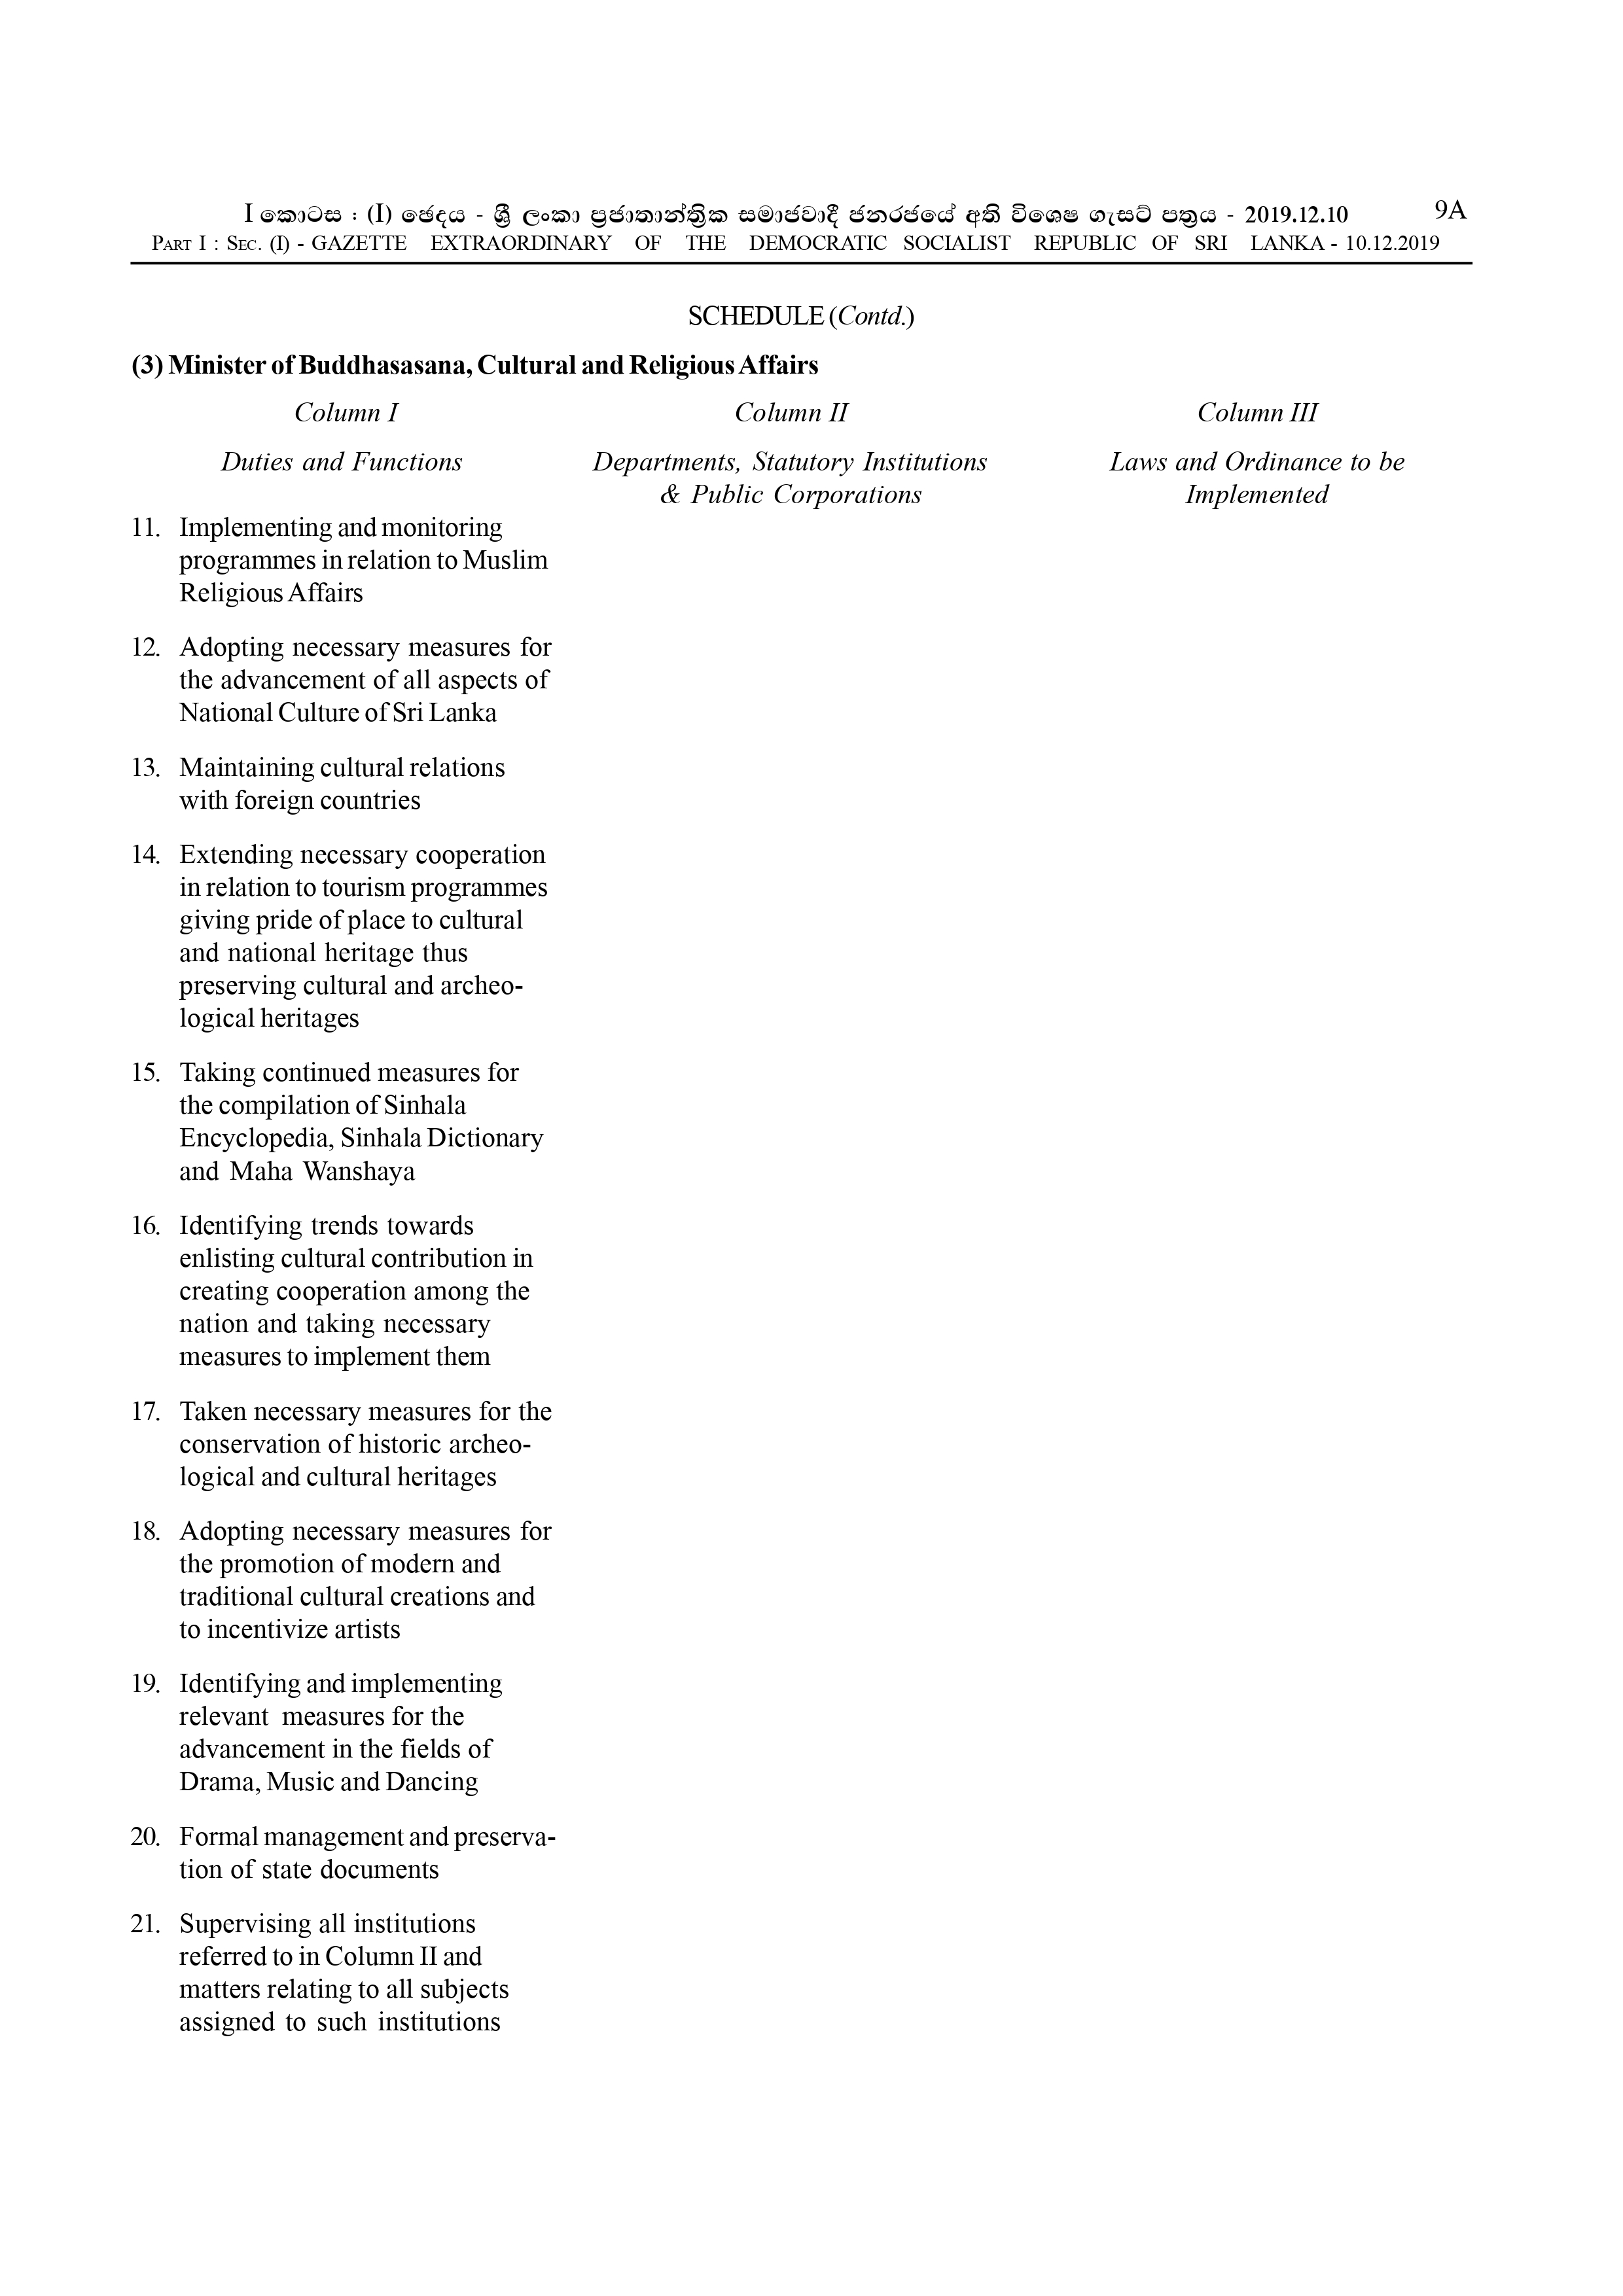 I කොටස : (I) ඡෙදය - ශ්‍රී ලංකා ප්‍රජාතාන්ත්‍රික සමාජවාදී ජනරජයේ අති විශෙෂ ගැසට් පත්‍රය - 2019.12.10 9A
PART I : SEC. (I) - GAZETTE EXTRAORDINARY OF THE DEMOCRATIC SOCIALIST REPUBLIC OF SRI LANKA - 10.12.2019
SCHEDULE (Contd.)
(3) Minister of Buddhasasana, Cultural and Religious Affairs
Column I Column II Column III
Duties and Functions Departments, Statutory Institutions Laws and Ordinance to be
& Public Corporations Implemented
11. Implementing and monitoring
programmes in relation to Muslim
Religious Affairs
12. Adopting necessary measures for
the advancement of all aspects of
National Culture of Sri Lanka
13. Maintaining cultural relations
with foreign countries
14. Extending necessary cooperation
in relation to tourism programmes
giving pride of place to cultural
and national heritage thus
preserving cultural and archeo-
logical heritages
15. Taking continued measures for
the compilation of Sinhala
Encyclopedia, Sinhala Dictionary
and Maha Wanshaya
16. Identifying trends towards
enlisting cultural contribution in
creating cooperation among the
nation and taking necessary
measures to implement them
17. Taken necessary measures for the
conservation of historic archeo-
logical and cultural heritages
18. Adopting necessary measures for
the promotion of modern and
traditional cultural creations and
to incentivize artists
19. Identifying and implementing
relevant measures for the
advancement in the fields of
Drama, Music and Dancing
20. Formal management and preserva-
tion of state documents
21. Supervising all institutions
referred to in Column II and
matters relating to all subjects
assigned to such institutions